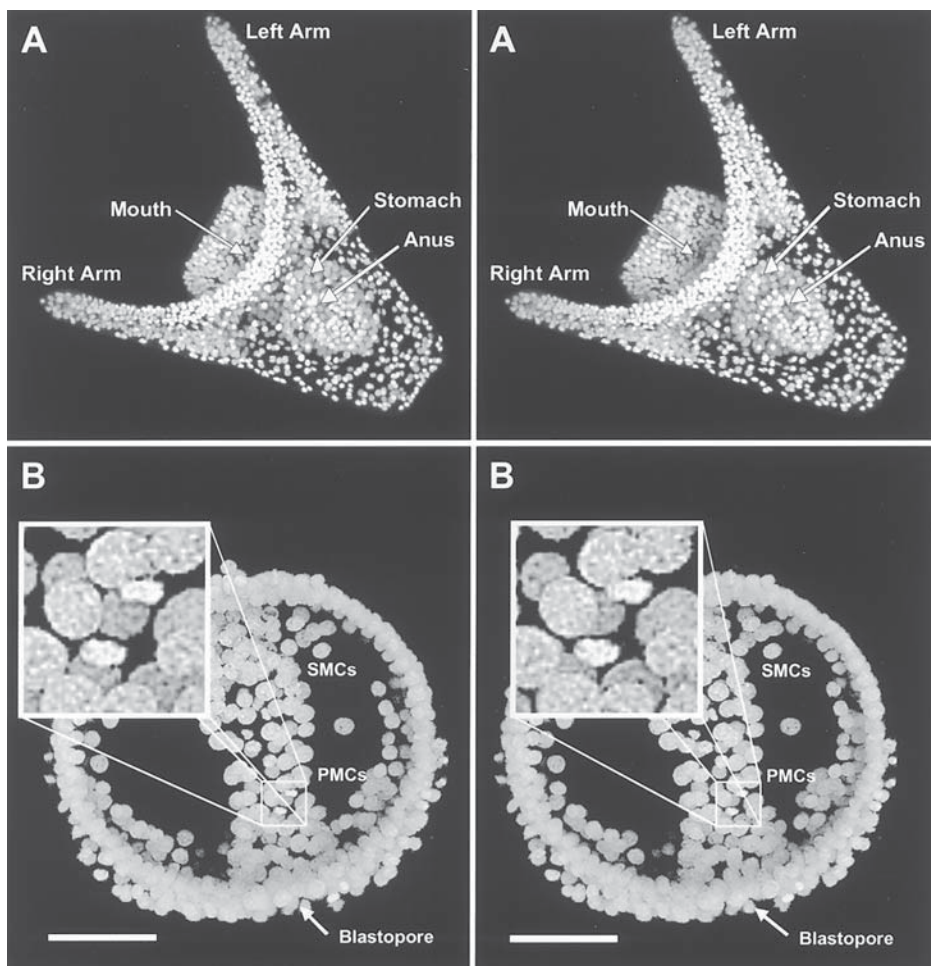 A
Left Arm
Mouth
Stomach
Anus
Right Arm
A
Left Arm
Mouth
Stomach
Anus
Right Arm
B
SMCs
PMCs
Blastopore
B
SMCs
PMCs
Blastopore